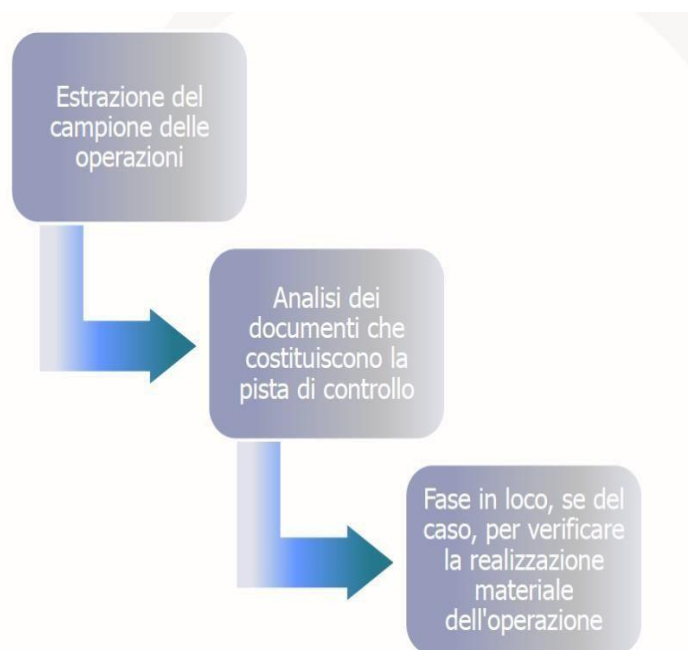 Estrazione del
campione delle
operazioni
Analisi dei
documenti che
costituiscono la
pista di controllo
Fase in loco, se del
caso, per verificare
la realizzazione
materiale
dell'operazione